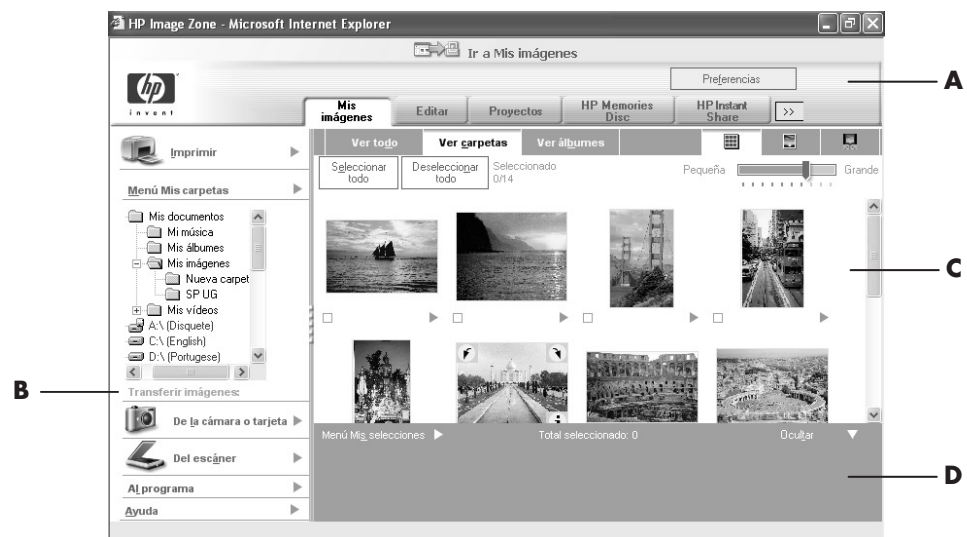 HP Image Zone - Microsoft Internet Explorer
Ir a Mis imágenes
hp
invent
Preferencias
A
Mis imágenes
Editar
Proyectos
HP Memories Disc
HP Instant Share
>>
Imprimir
Menú Mis carpetas
Mis documentos
Mi música
Mis álbumes
Mis imágenes
Nueva carpet
SP UG
Mis vídeos
A:\ (Disquete)
C:\ (English)
D:\ (Portugese)
B
Transferir imágenes:
De la cámara o tarjeta
Del escáner
Al programa
Ayuda
Ver todo
Ver carpetas
Ver álbumes
Seleccionar todo
Deseleccionar todo
Seleccionado
0/14
Pequeña
Grande
C
i
Menú Mis selecciones
Total seleccionado: 0
Ocultar
D